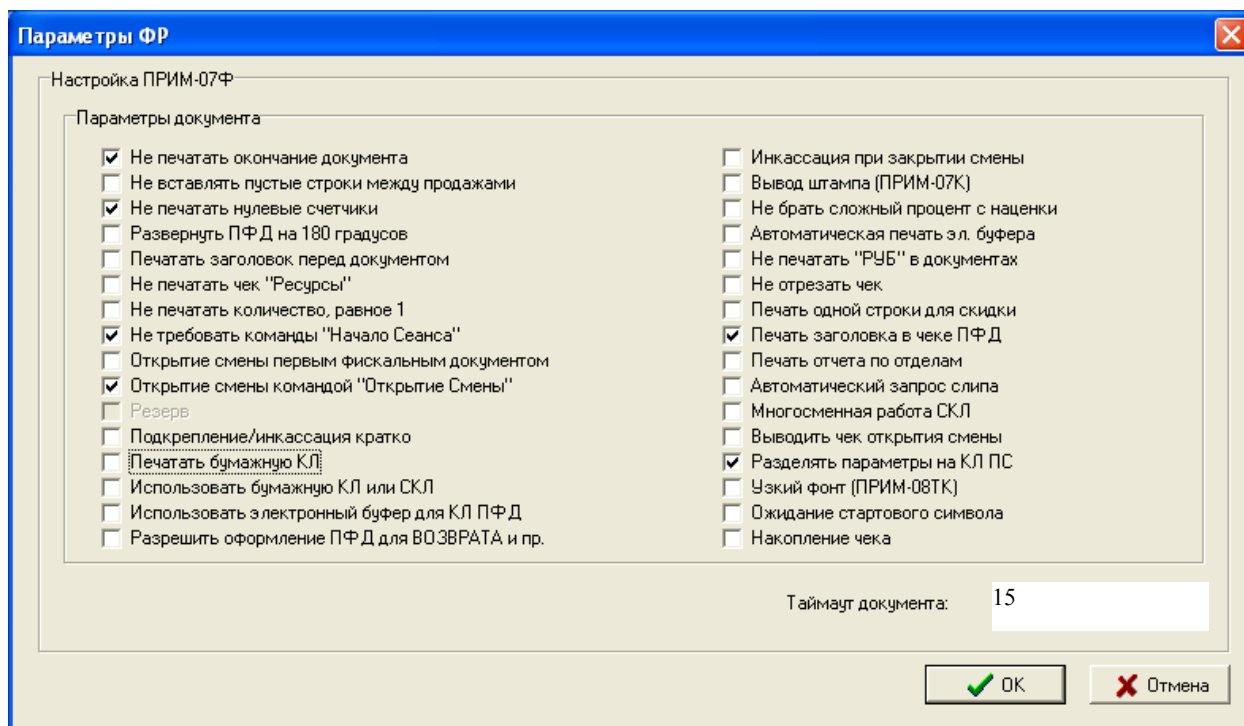 Параметры ФР
Настройка ПРИМ-07Ф
Параметры документа
Не печатать окончание документа
Не вставлять пустые строки между продажами
Не печатать нулевые счетчики
Развернуть ПФД на 180 градусов
Печатать заголовок перед документом
Не печатать чек "Ресурсы"
Не печатать количество, равное 1
Не требовать команды "Начало Сеанса"
Открытие смены первым фискальным документом
Открытие смены командой "Открытие Смены"
Резерв
Подкрепление/инкассация кратко
Печатать бумажную КЛ
Использовать бумажную КЛ или СКЛ
Использовать электронный буфер для КЛ ПФД
Разрешить оформление ПФД для ВОЗВРАТА и пр.
Инкассация при закрытии смены
Вывод штампа (ПРИМ-07К)
Не брать сложный процент с наценки
Автоматическая печать эл. буфера
Не печатать "РУБ" в документах
Не отрезать чек
Печать одной строки для скидки
Печать заголовка в чеке ПФД
Печать отчета по отделам
Автоматический запрос слипа
Многосменная работа СКЛ
Выводить чек открытия смены
Разделять параметры на КЛ ПС
Узкий фонт (ПРИМ-08ТК)
Ожидание стартового символа
Накопление чека
Таймаут документа: 15
OK
Отмена